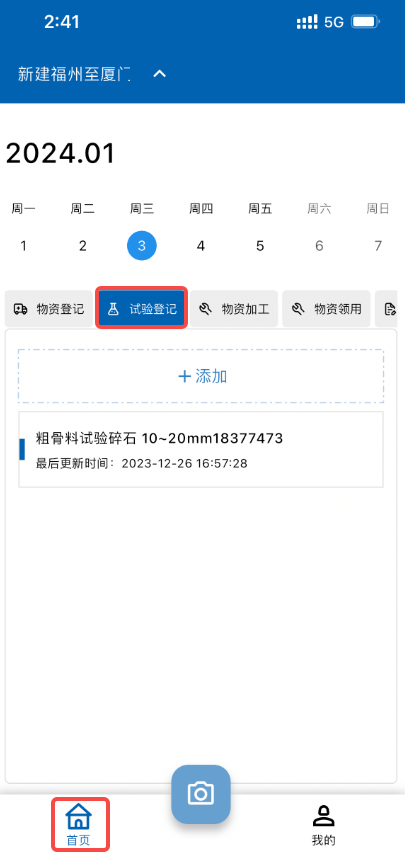 2:41
5G
新建福州至厦门
2024.01
周一 周二 周三 周四 周五 周六 周日
1 2 3 4 5 6 7
物资登记 试验登记 物资加工 物资领用
+添加
粗骨料试验碎石 10~20mm18377473
最后更新时间：2023-12-26 16:57:28
首页
我的